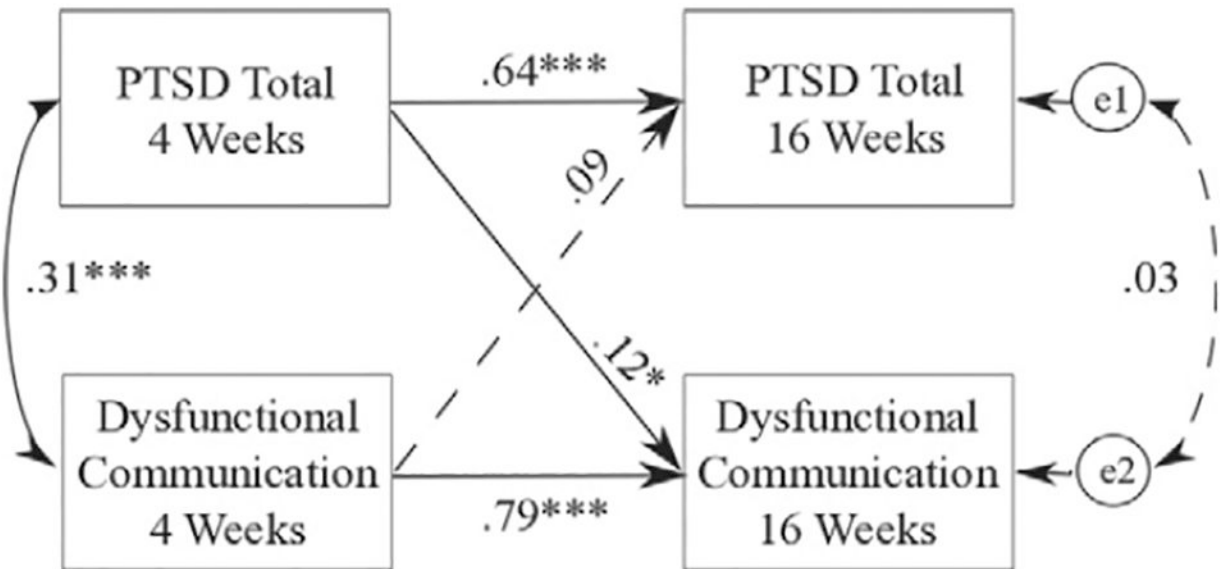 PTSD Total
4 Weeks
.64***
PTSD Total
16 Weeks
e1
.09
.31***
.03
.12*
Dysfunctional
Communication
4 Weeks
.79***
Dysfunctional
Communication
16 Weeks
e2